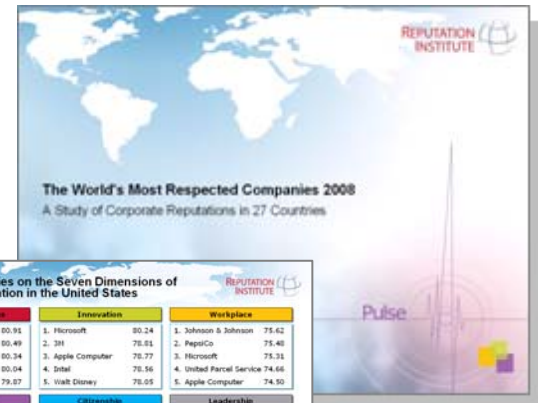 REPUTATION
INSTITUTE
The World's Most Respected Companies 2008
A Study of Corporate Reputations in 27 Countries
Pulse
es on the Seven Dimensions of
tion in the United States
REPUTATION
INSTITUTE
Innovation
Workplace
80.91
1. Microsoft 80.24
1. Johnson & Johnson 75.62
80.49
2. 3M 78.81
2. PepsiCo 75.48
80.34
3. Apple Computer 78.77
3. Microsoft 75.31
80.04
4. Intel 78.56
4. United Parcel Service 74.66
79.87
5. Walt Disney 78.05
5. Apple Computer 74.50
Citizenship
Leadership